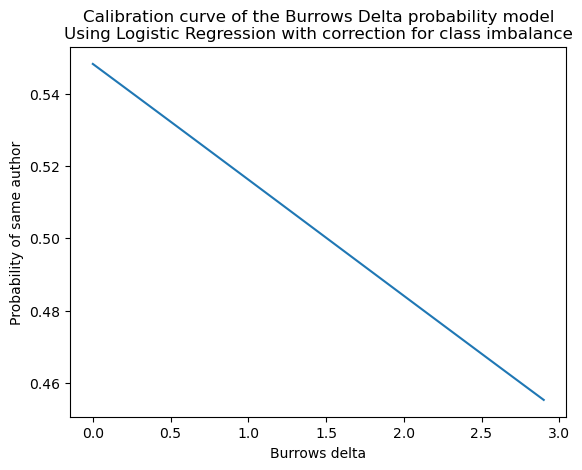 Calibration curve of the Burrows Delta probability model
Using Logistic Regression with correction for class imbalance
0.54
0.52
0.50
0.48
0.46
Probability of same author
0.0 0.5 1.0 1.5 2.0 2.5 3.0
Burrows delta